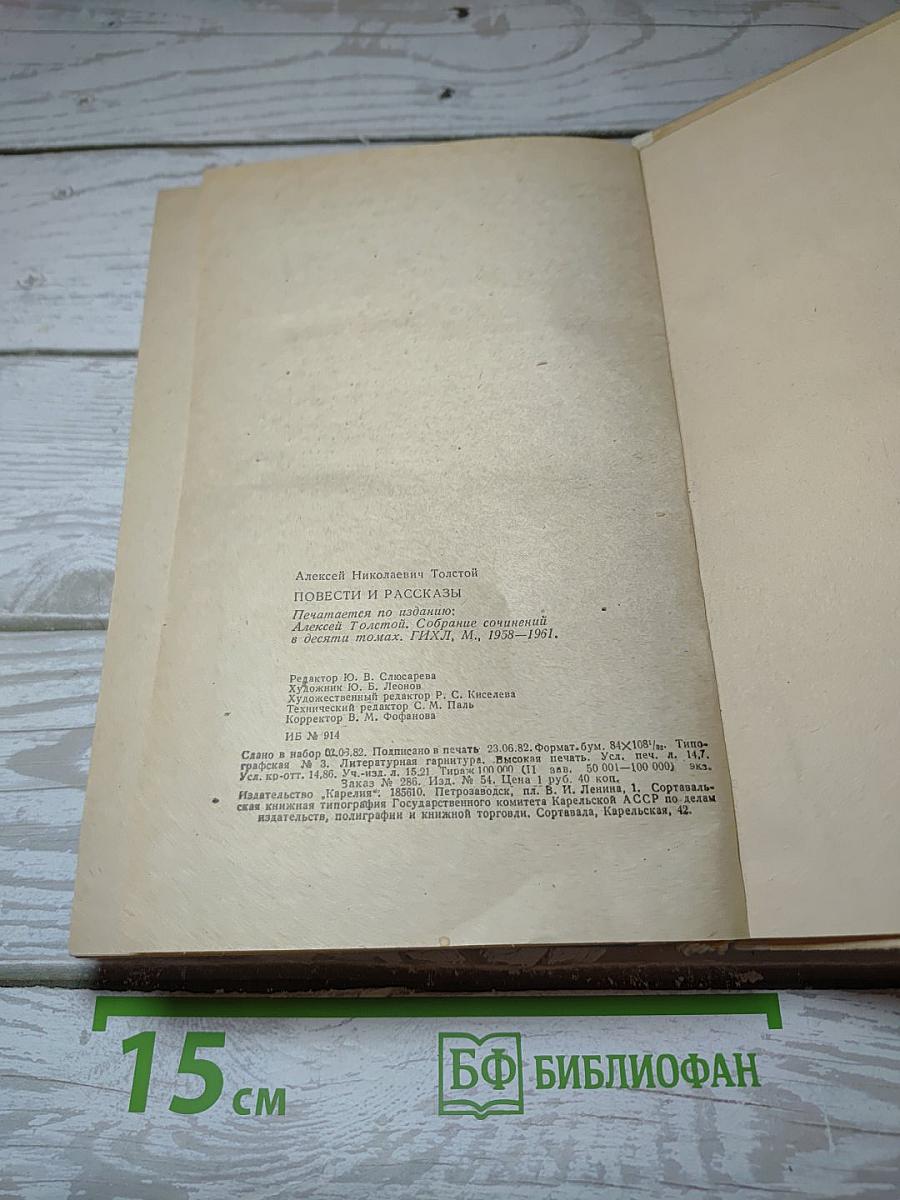 Алексей Николаевич Толстой
ПОВЕСТИ И РАССКАЗЫ
Печатается по изданию:
Алексей Толстой. Собрание сочинений
в десяти томах. ГИХЛ, М., 1958—1961.
Редактор Ю. В. Слюсарева
Художник Ю. Б. Леонов
Художественный редактор Р. С. Киселева
Технический редактор С. М. Паль
Корректор В. М. Фофанова
ИБ № 914
Сдано в набор 02.03.82. Подписано в печать 23.06.82. Формат. бум. 84×108¹/₃₂. Типо-
графская № 3. Литературная гарнитура. Высокая печать. Усл. печ. л. 14,7.
Усл. кр-отт. 14,86. Уч.-изд. л. 15,21 Тираж 100 000 (II зав. 50 001—100 000) экз.
Заказ № 286. Изд. № 54. Цена 1 руб. 40 коп.
Издательство „Карелия“: 185610. Петрозаводск, пл. В. И. Ленина, 1. Сортаваль-
ская книжная типография Государственного комитета Карельской АССР по делам
издательств, полиграфии и книжной торговли. Сортавала, Карельская, 42.
15 см
БФ БИБЛИОФАН